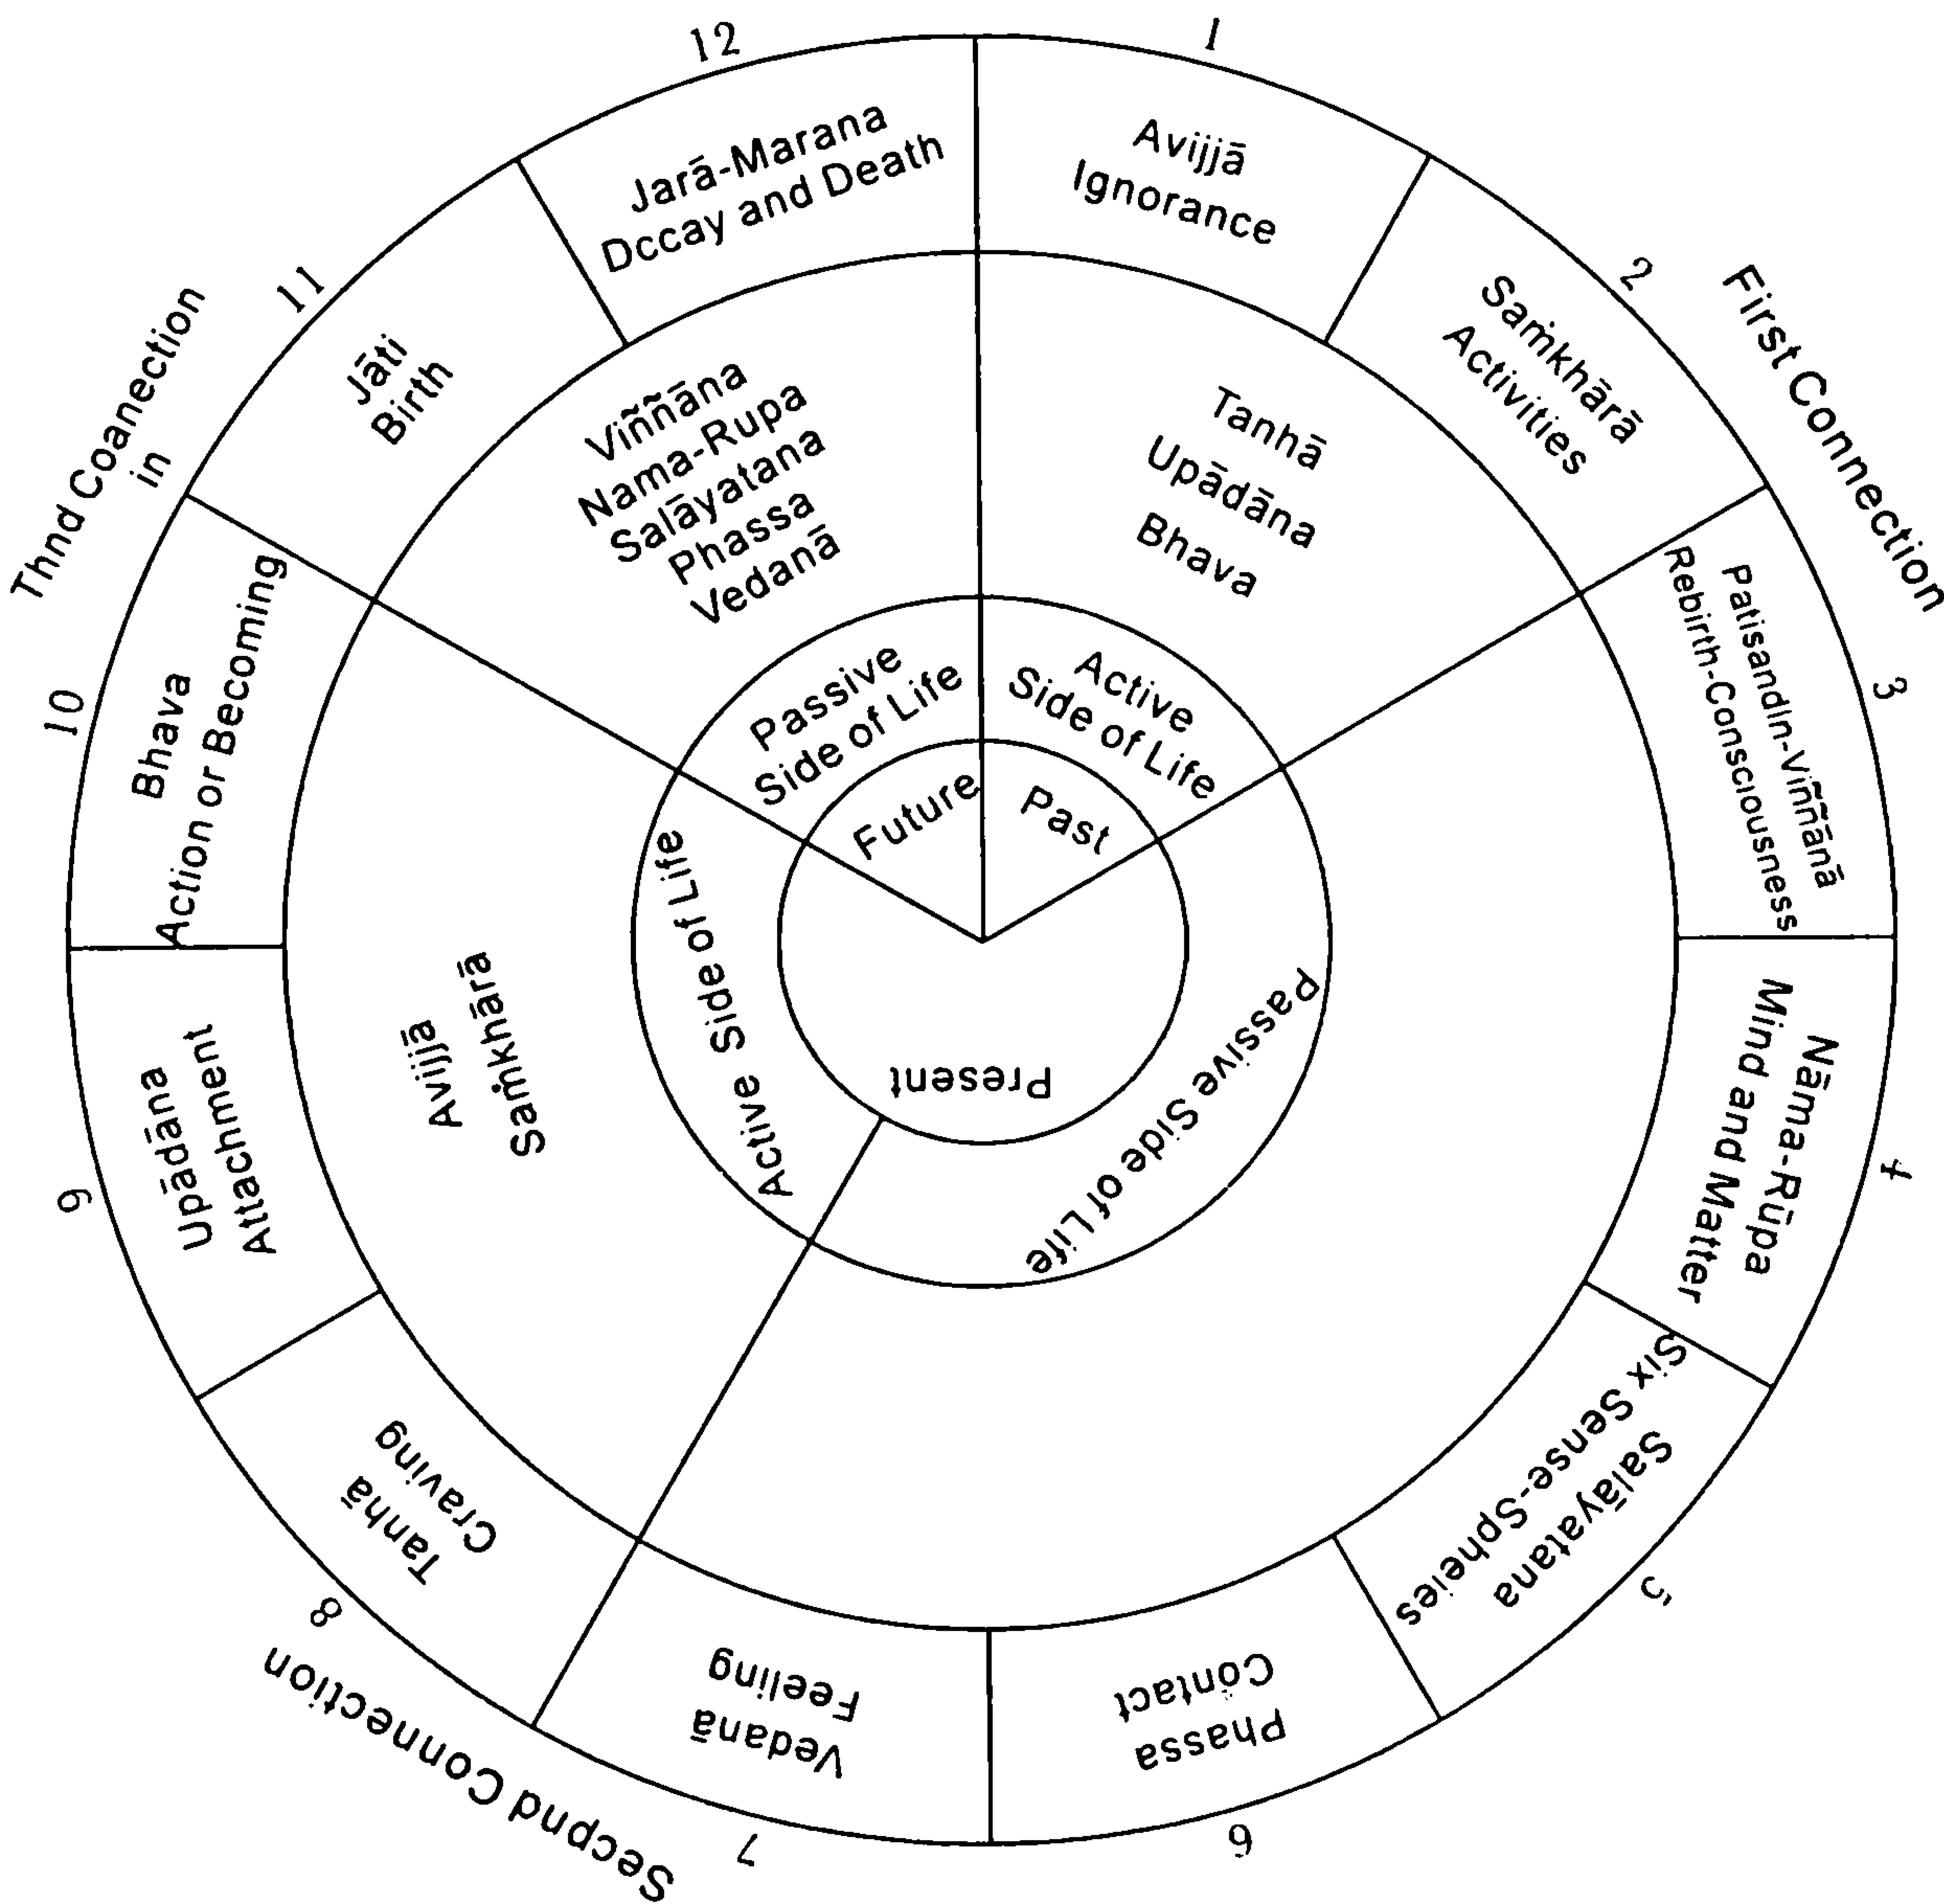 12
1
Jarā-Marana
Dccay and Death
Avijjā
Ignorance
2
Saṁkhārā
Activities
First Connection
3
Patisandin-Viññānā
Rebirth-Consciousness
4
Nāma-Rūpa
Mind and Matter
5
Salāyatana
Six Sense-Spheies
6
Phassa
Contact
7
Vedanā
Feeling
Secpnd Connection
8
Tanhā
Craving
9
Upādāna
Attachment
10
Bhava
Action or Becoming
Thnd Coanection
in
11
Jāti
Birth
Viññāna
Nama-Rupa
Salāyatana
Phassa
Vedanā
Tanhā
Upādāna
Bhava
Avijjā
Saṁkhārā
Passive
Side of Life
Active
Side of Life
Passive Side of Life
Active Side of Life
Future
Past
Present